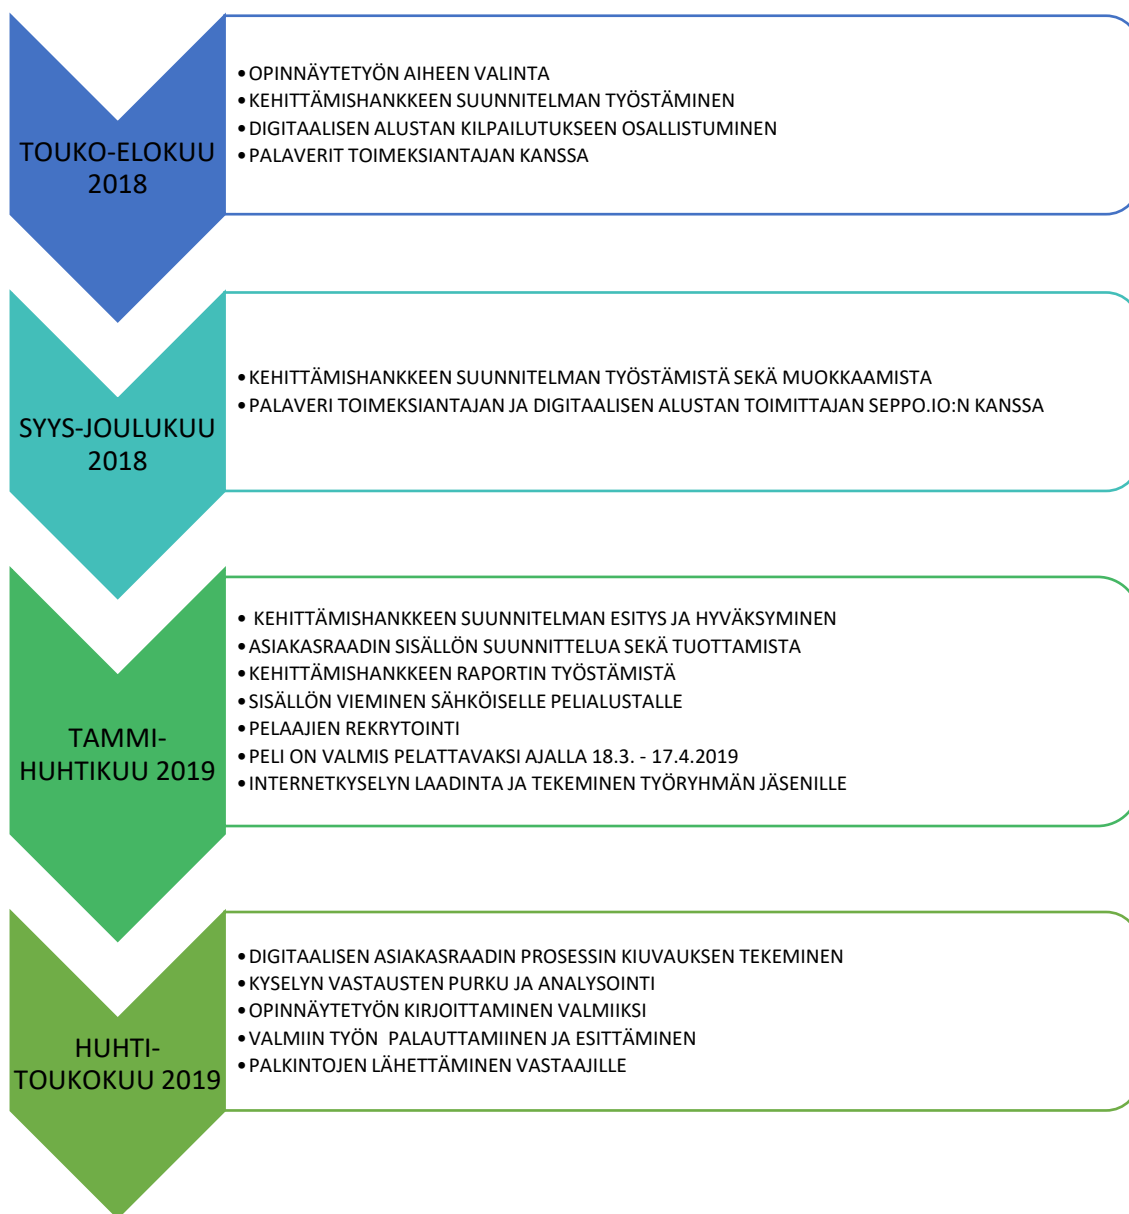 TOUKO-ELOKUU
2018
•OPINNÄYTETYÖN AIHEEN VALINTA
•KEHITTÄMISHANKKEEN SUUNNITELMAN TYÖSTÄMINEN
•DIGITAALISEN ALUSTAN KILPAILUTUKSEEN OSALLISTUMINEN
•PALAVERIT TOIMEKSIANTAJAN KANSSA
SYYS-JOULUKUU
2018
•KEHITTÄMISHANKKEEN SUUNNITELMAN TYÖSTÄMISTÄ SEKÄ MUOKKAAMISTA
•PALAVERI TOIMEKSIANTAJAN JA DIGITAALISEN ALUSTAN TOIMITTAJAN SEPPO.IO:N KANSSA
TAMMI-
HUHTIKUU 2019
• KEHITTÄMISHANKKEEN SUUNNITELMAN ESITYS JA HYVÄKSYMINEN
•ASIAKASRAADIN SISÄLLÖN SUUNNITTELUA SEKÄ TUOTTAMISTA
•KEHITTÄMISHANKKEEN RAPORTIN TYÖSTÄMISTÄ
•SISÄLLÖN VIEMINEN SÄHKÖISELLE PELIALUSTALLE
•PELAAJIEN REKRYTOINTI
•PELI ON VALMIS PELATTAVAKSI AJALLA 18.3. - 17.4.2019
•INTERNETKYSELYN LAADINTA JA TEKEMINEN TYÖRYHMÄN JÄSENILLE
HUHTI-
TOUKOKUU 2019
•DIGITAALISEN ASIAKASRAADIN PROSESSIN KIUVAUKSEN TEKEMINEN
•KYSELYN VASTAUSTEN PURKU JA ANALYSOINTI
•OPINNÄYTETYÖN KIRJOITTAMINEN VALMIIKSI
•VALMIIN TYÖN  PALAUTTAMIINEN JA ESITTÄMINEN
•PALKINTOJEN LÄHETTÄMINEN VASTAAJILLE